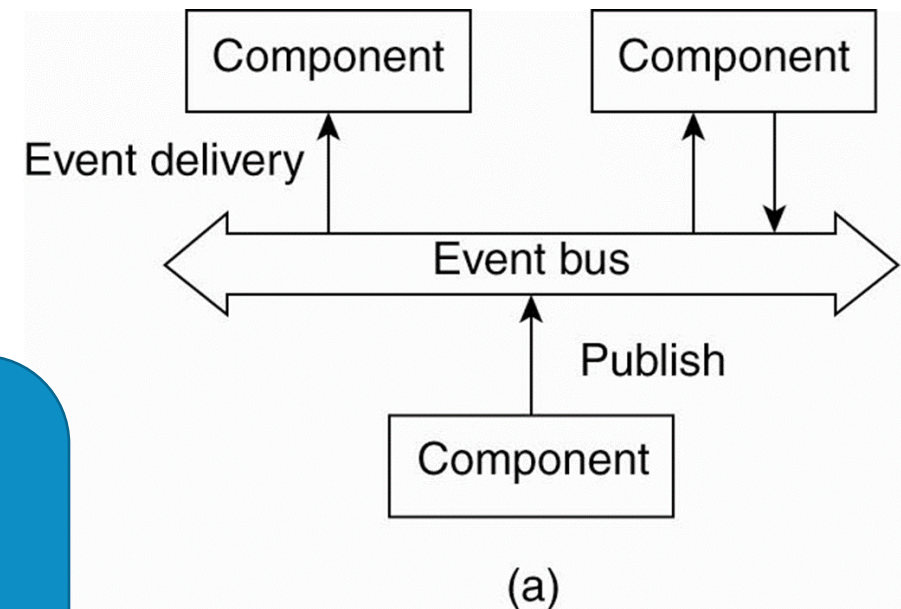 Component
Component
Event delivery
Event bus
Publish
Component
(a)